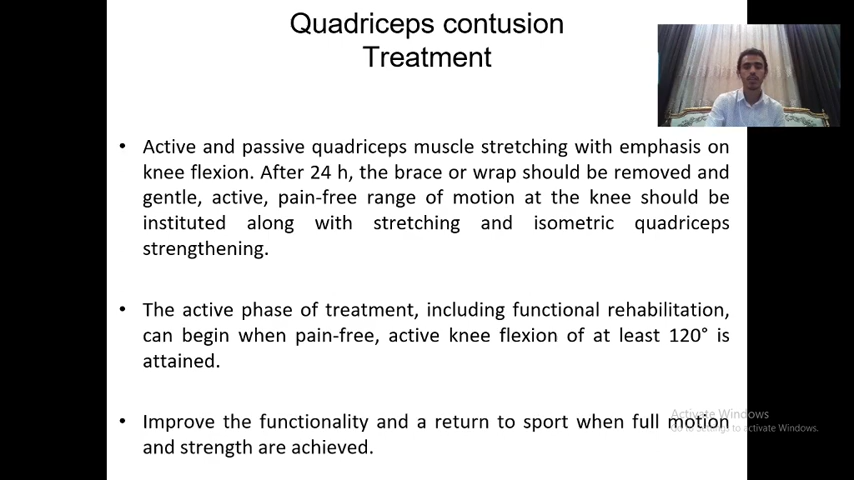 Quadriceps contusion
Treatment
• Active and passive quadriceps muscle stretching with emphasis on
knee flexion. After 24 h, the brace or wrap should be removed and
gentle, active, pain-free range of motion at the knee should be
instituted along with stretching and isometric quadriceps
strengthening.
• The active phase of treatment, including functional rehabilitation,
can begin when pain-free, active knee flexion of at least 120° is
attained.
• Improve the functionality and a return to sport when full motion
and strength are achieved.
Activate Windows
Go to Settings to activate Windows.